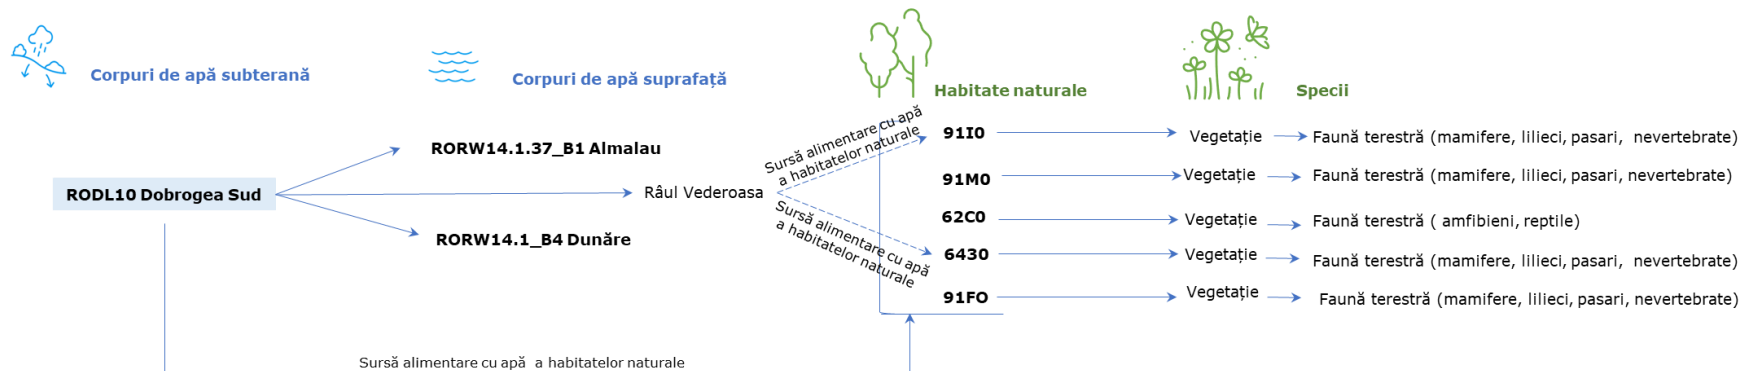 Corpuri de apă subterană
Corpuri de apă suprafață
Habitate naturale
Specii
RODL10 Dobrogea Sud
RORW14.1.37_B1 Almalau
Râul Vederoasa
RORW14.1_B4 Dunăre
Sursă alimentare cu apă
a habitatelor naturale
Sursă alimentare cu apă
a habitatelor naturale
91I0
Vegetație
Faună terestră (mamifere, lilieci, pasari, nevertebrate)
91M0
Vegetație
Faună terestră (mamifere, lilieci, pasari, nevertebrate)
62C0
Vegetație
Faună terestră ( amfibieni, reptile)
6430
Vegetație
Faună terestră (mamifere, lilieci, pasari, nevertebrate)
91FO
Vegetație
Faună terestră (mamifere, lilieci, pasari, nevertebrate)
Sursă alimentare cu apă a habitatelor naturale